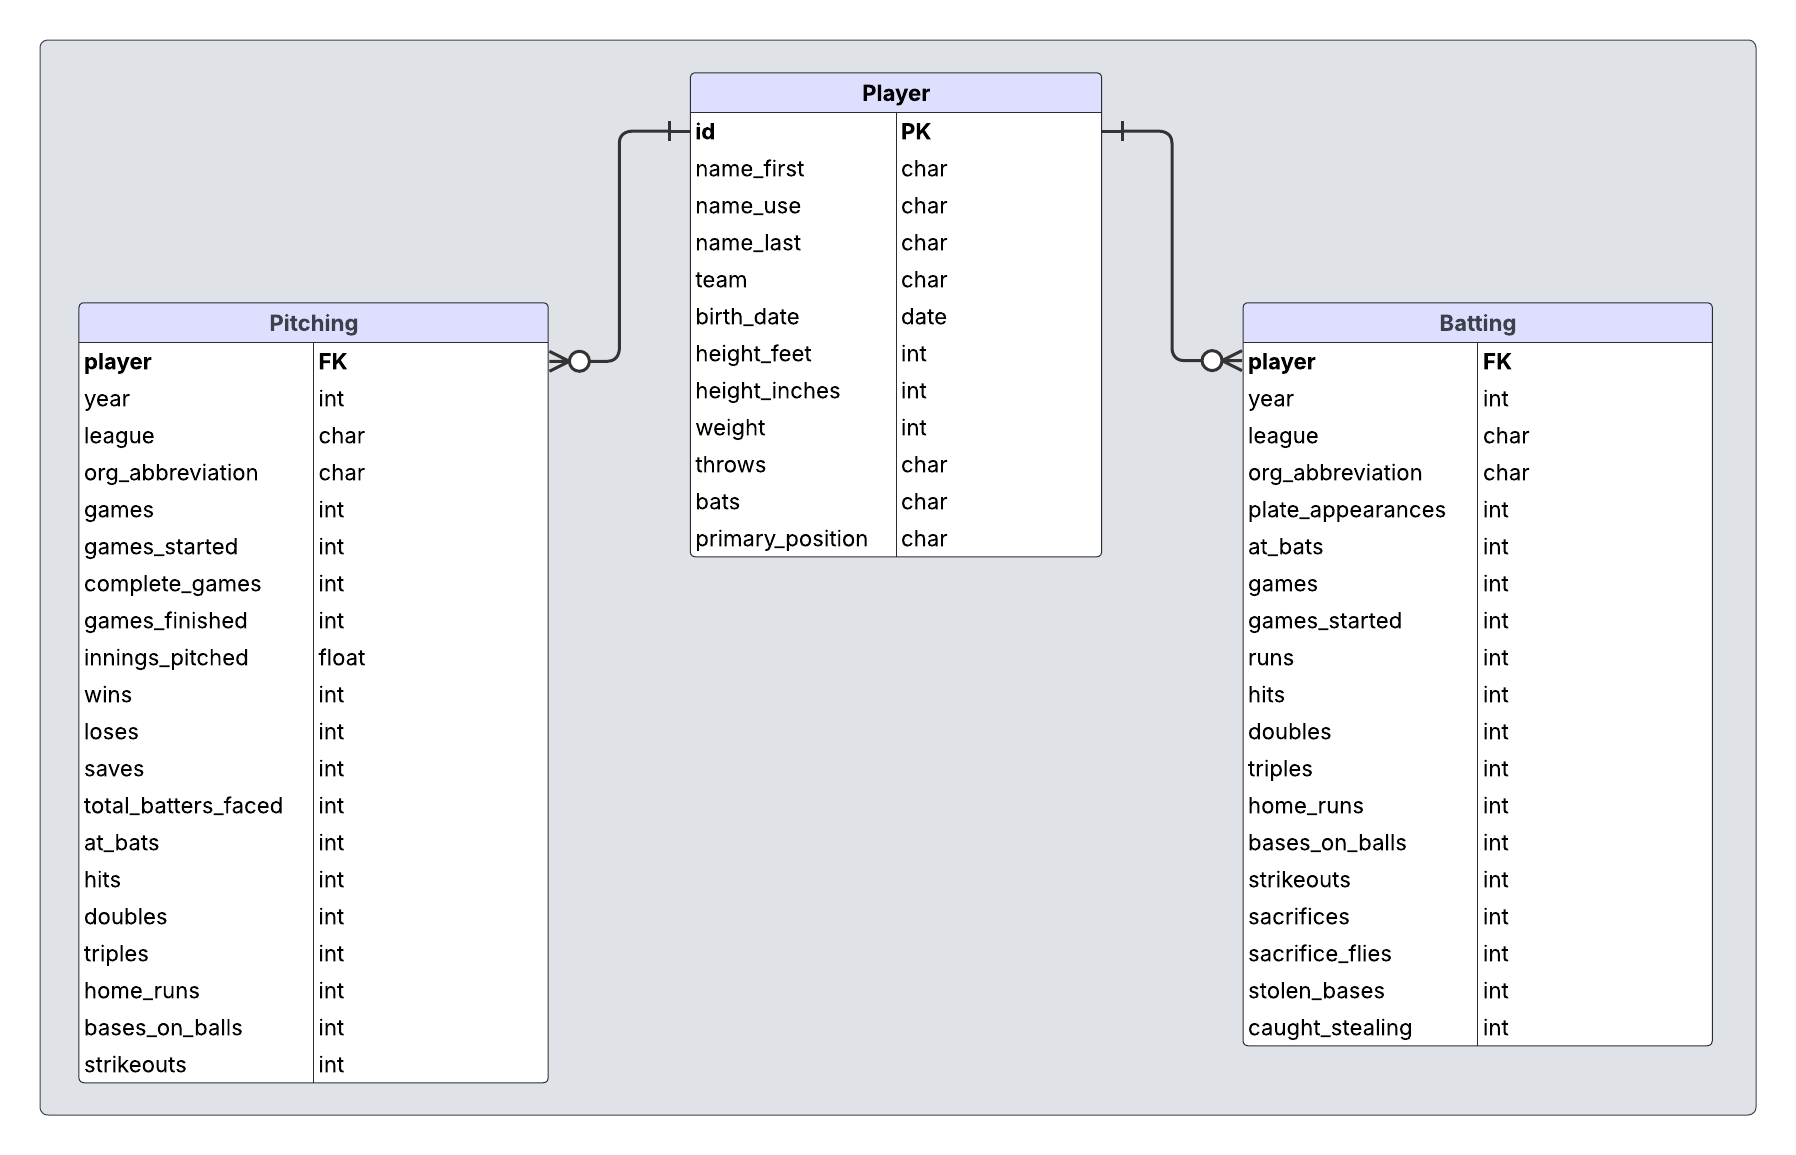 Player
id PK
name_first char
name_use char
name_last char
team char
birth_date date
height_feet int
height_inches int
weight int
throws char
bats char
primary_position char
Pitching
player FK
year int
league char
org_abbreviation char
games int
games_started int
complete_games int
games_finished int
innings_pitched float
wins int
loses int
saves int
total_batters_faced int
at_bats int
hits int
doubles int
triples int
home_runs int
bases_on_balls int
strikeouts int
Batting
player FK
year int
league char
org_abbreviation char
plate_appearances int
at_bats int
games int
games_started int
runs int
hits int
doubles int
triples int
home_runs int
bases_on_balls int
strikeouts int
sacrifices int
sacrifice_flies int
stolen_bases int
caught_stealing int